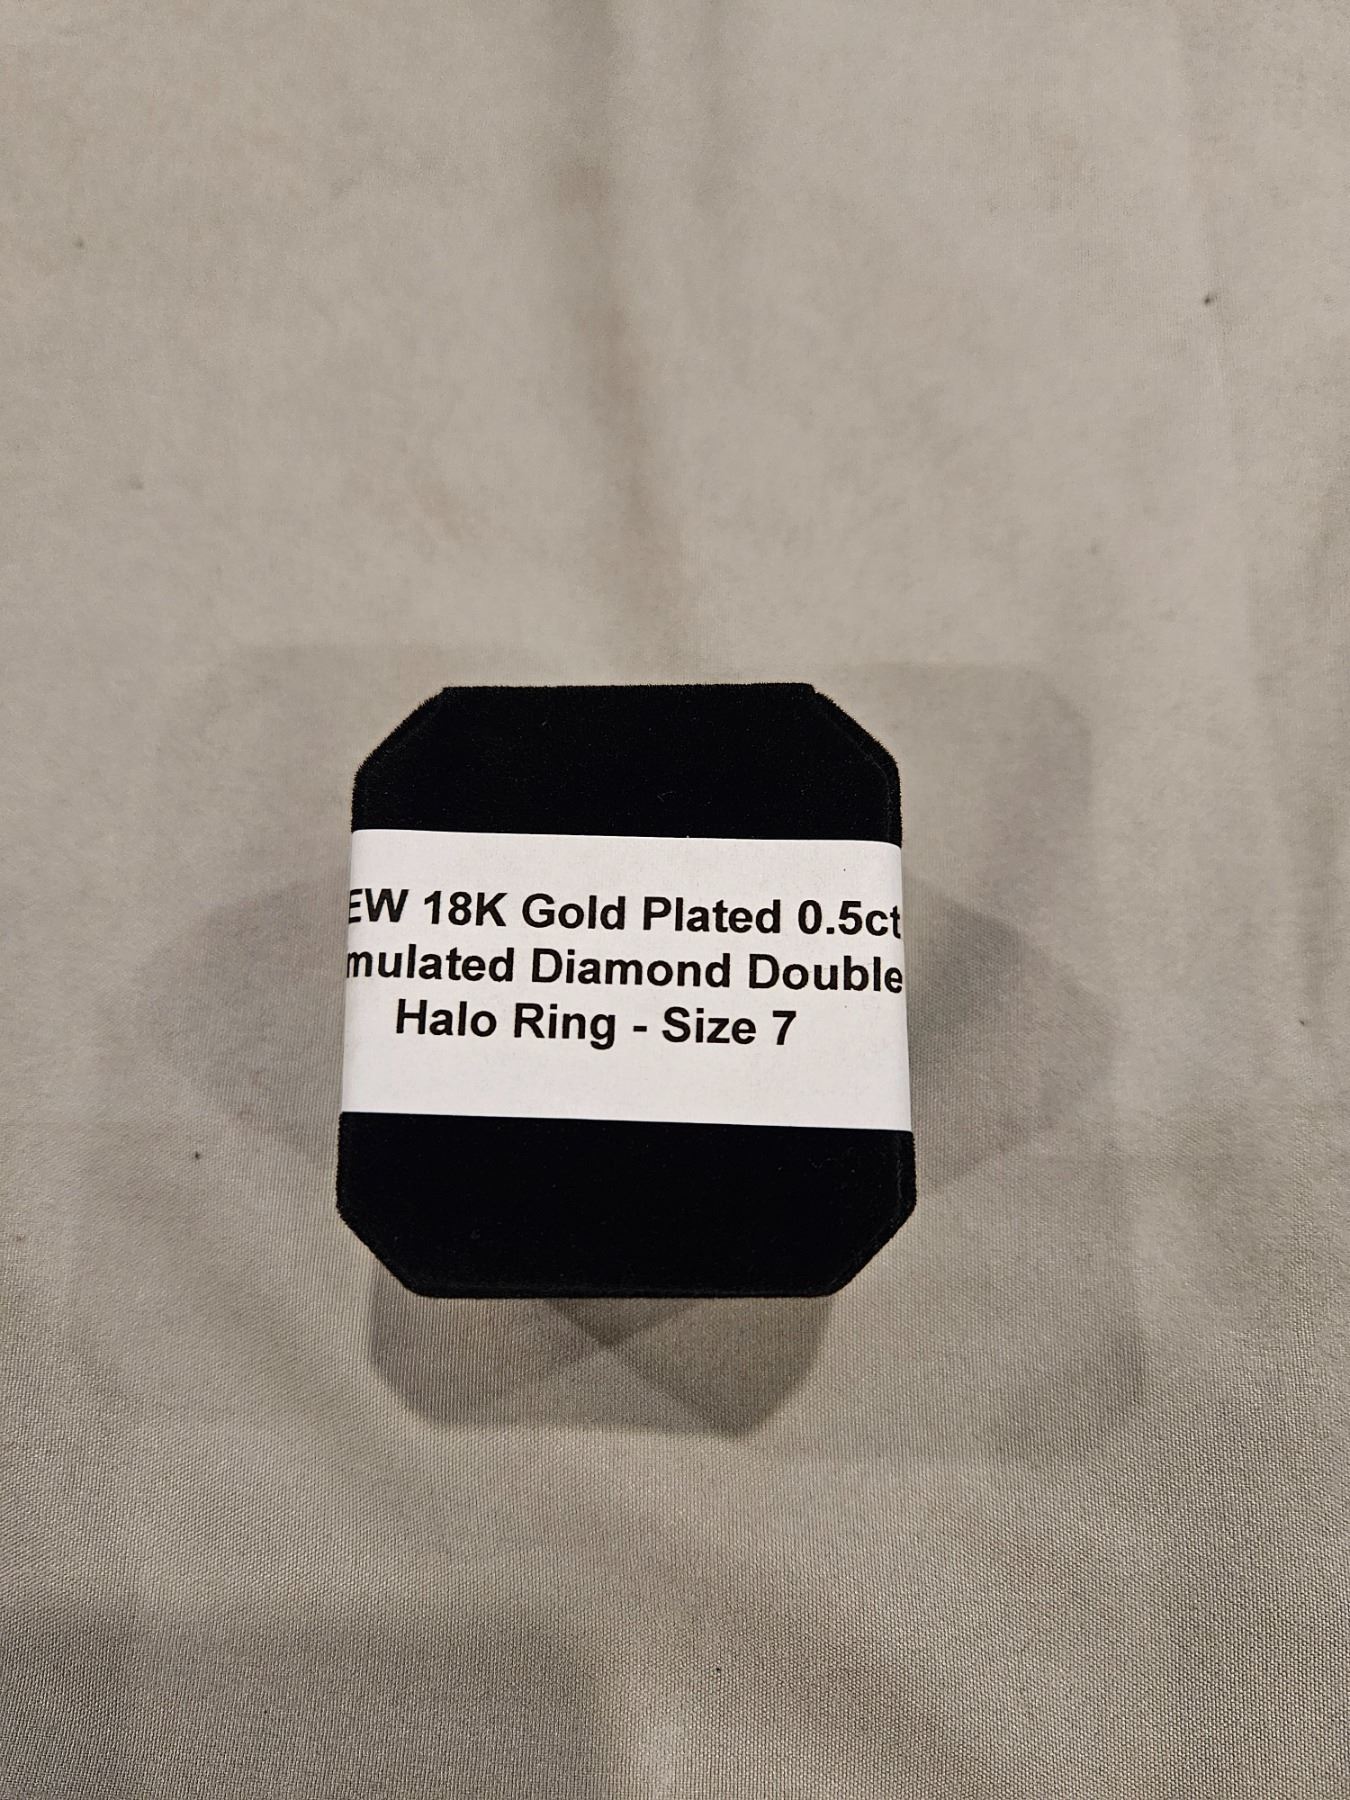 EW 18K Gold Plated 0.5ct
mulated Diamond Double
Halo Ring - Size 7